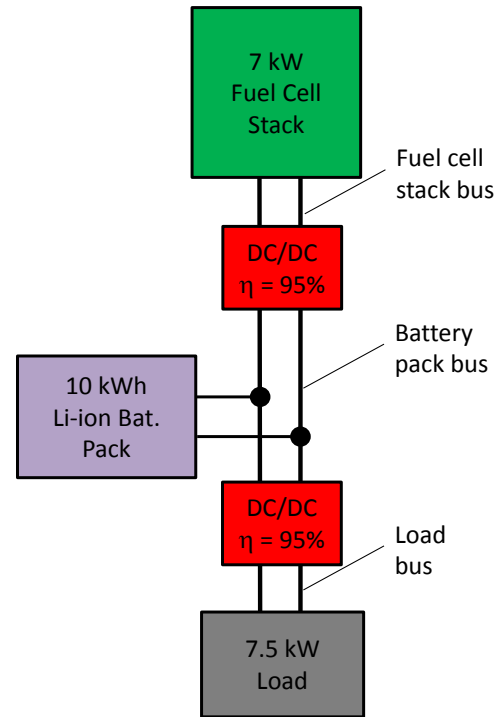 7 kW
Fuel Cell
Stack
Fuel cell
stack bus
DC/DC
η = 95%
Battery
pack bus
10 kWh
Li-ion Bat.
Pack
DC/DC
η = 95%
Load
bus
7.5 kW
Load